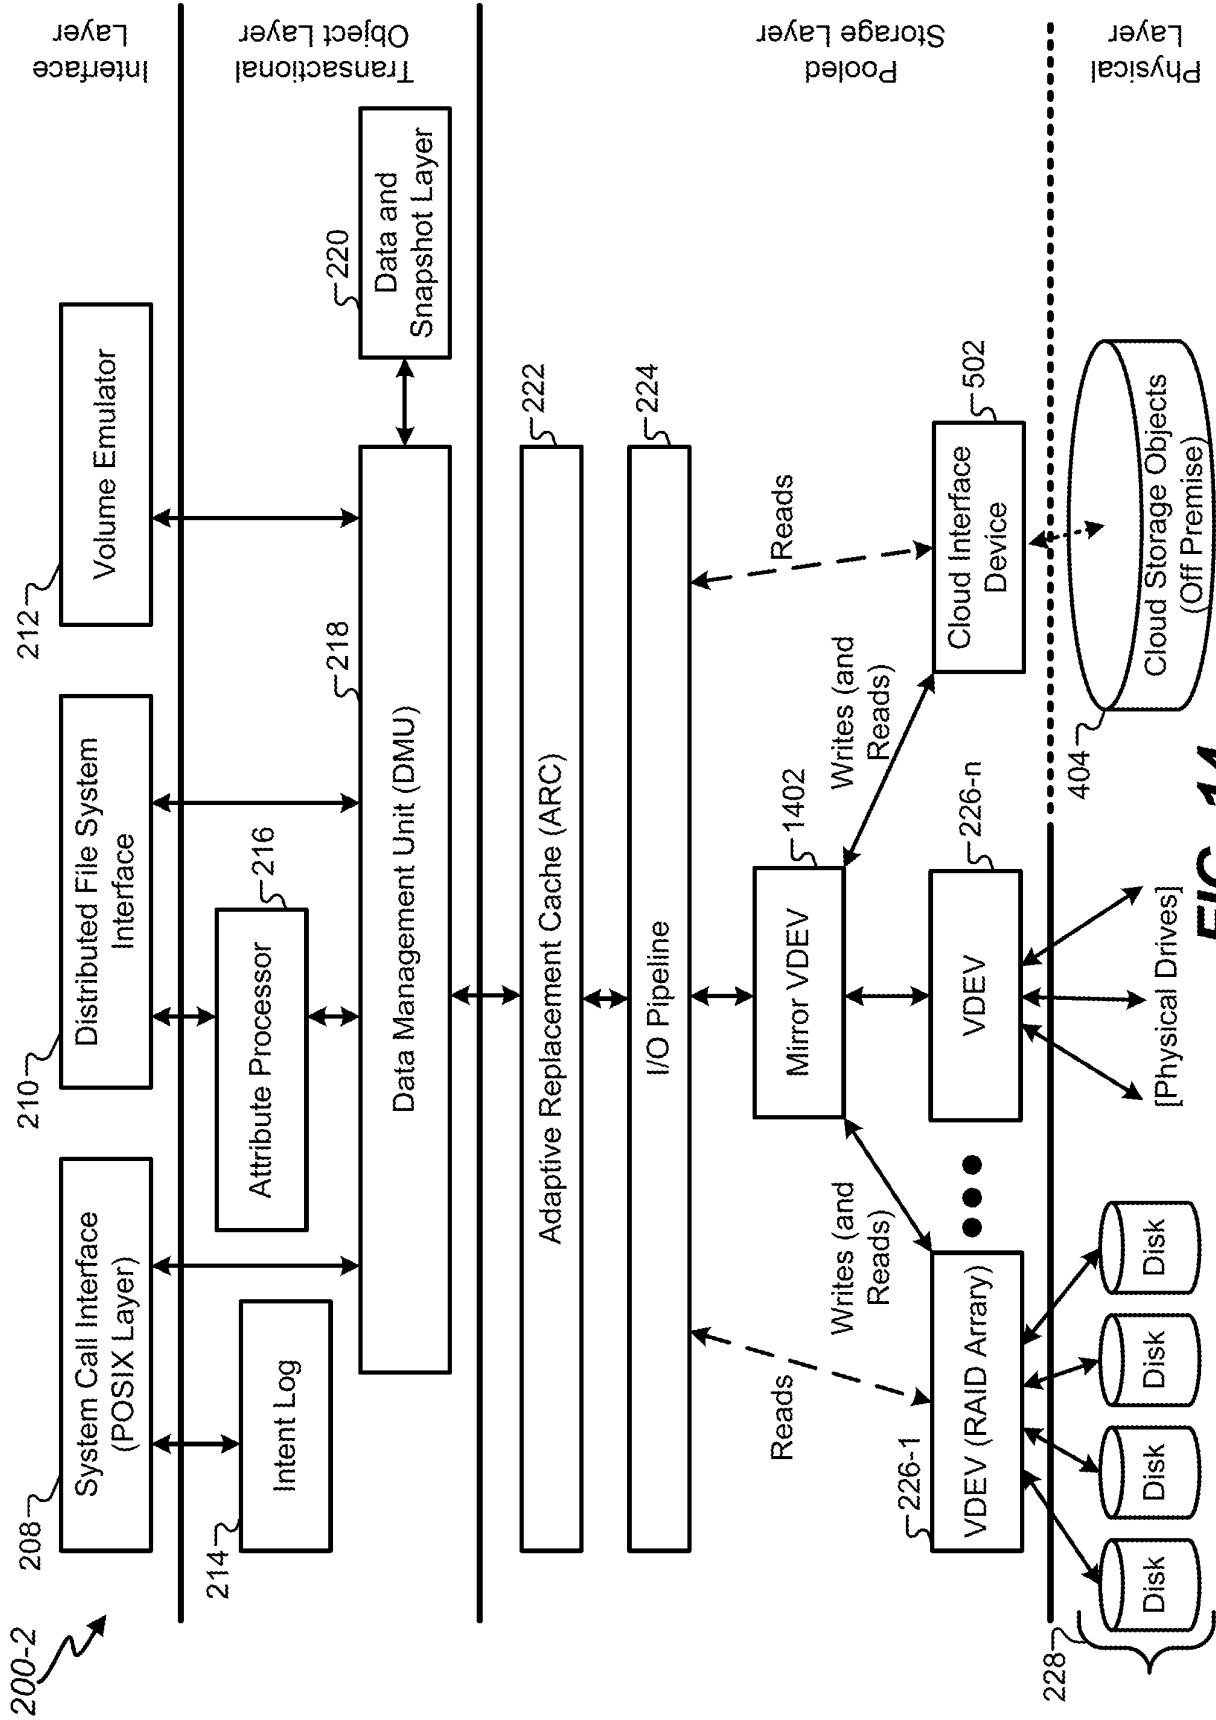 200-2
Interface
Layer
208
System Call Interface
(POSIX Layer)
210
Distributed File System
Interface
212
Volume Emulator
Transactional
Object Layer
214
Intent Log
Attribute Processor
216
218
Data Management Unit (DMU)
220
Data and
Snapshot Layer
Adaptive Replacement Cache (ARC)
222
I/O Pipeline
224
Pooled
Storage Layer
Reads
Reads
Mirror VDEV
1402
Writes (and
Reads)
Writes (and
Reads)
226-1
VDEV (RAID Arrary)
VDEV
226-n
Cloud Interface
Device
502
Physical
Layer
228
Disk
Disk
Disk
Disk
[Physical Drives]
404
Cloud Storage Objects
(Off Premise)
FIG. 14